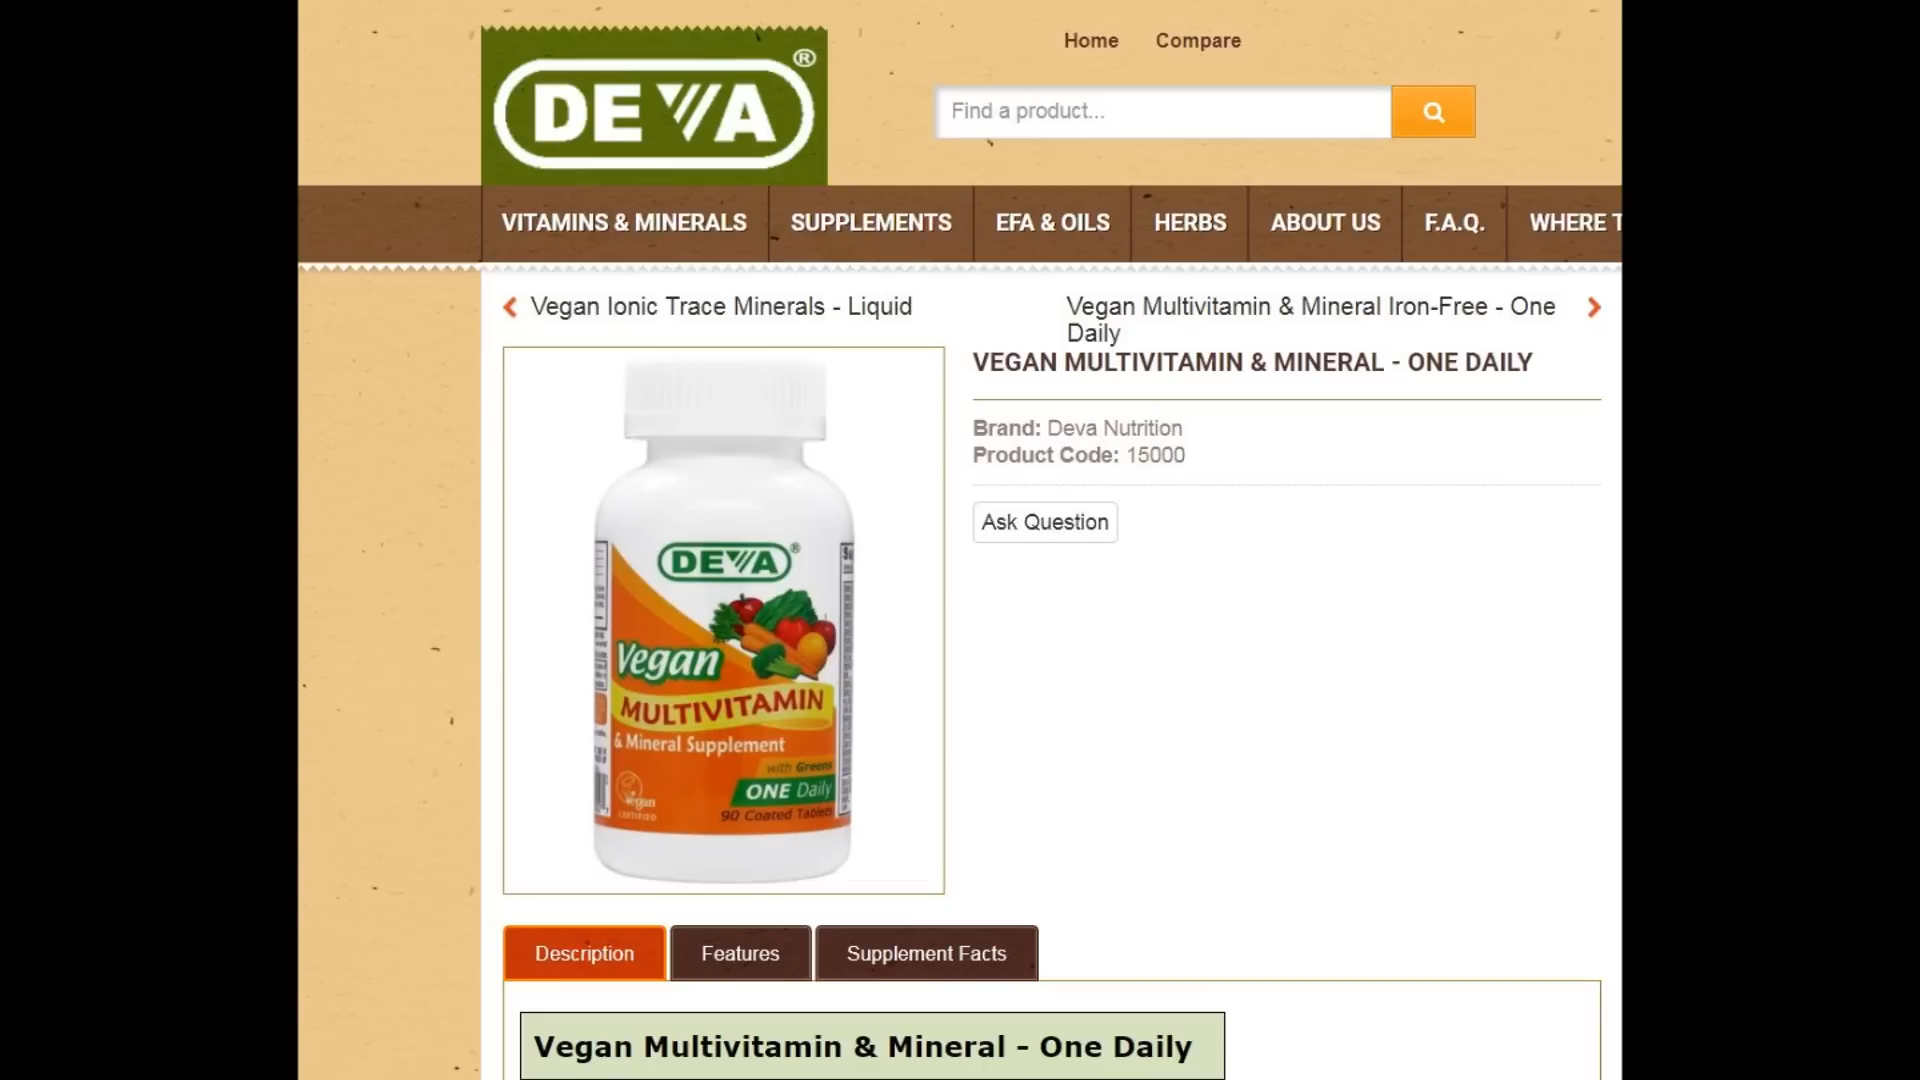 DEVA®
Home
Compare
Find a product...
VITAMINS & MINERALS
SUPPLEMENTS
EFA & OILS
HERBS
ABOUT US
F.A.Q.
WHERE T
Vegan Ionic Trace Minerals - Liquid
Vegan Multivitamin & Mineral Iron-Free - One
Daily
VEGAN MULTIVITAMIN & MINERAL - ONE DAILY
Brand: Deva Nutrition
Product Code: 15000
Ask Question
DEVA®
Vegan
MULTIVITAMIN
& Mineral Supplement
with Greens
ONE Daily
90 Coated Tablets
Vegan
CERTIFIED
Description
Features
Supplement Facts
Vegan Multivitamin & Mineral - One Daily